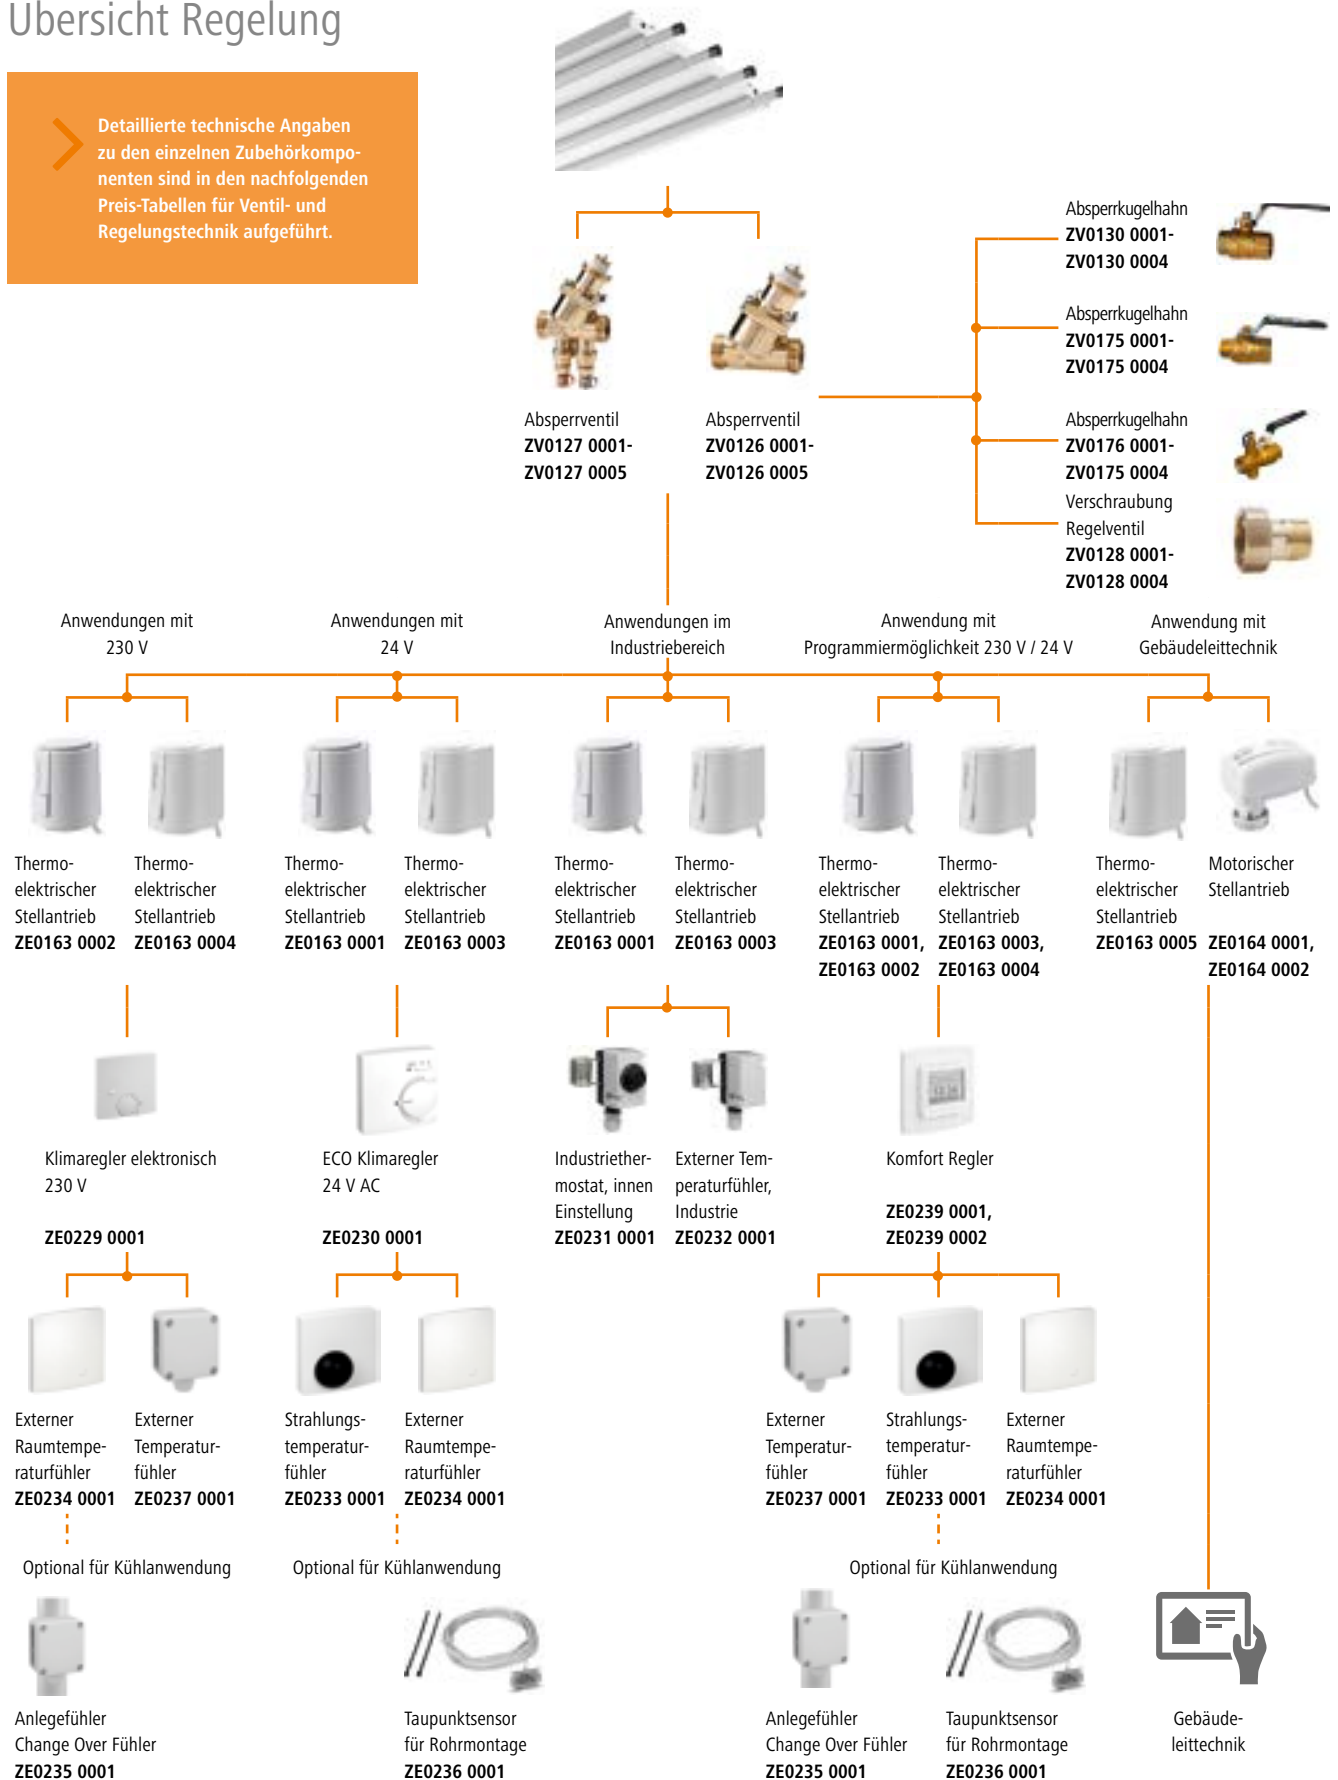 Übersicht Regelung
Detaillierte technische Angaben
zu den einzelnen Zubehörkompo-
nenten sind in den nachfolgenden
Preis-Tabellen für Ventil- und
Regelungstechnik aufgeführt.
Absperrkugelhahn
ZV0130 0001-
ZV0130 0004
Absperrkugelhahn
ZV0175 0001-
ZV0175 0004
Absperrkugelhahn
ZV0176 0001-
ZV0175 0004
Verschraubung
Regelventil
ZV0128 0001-
ZV0128 0004
Absperrventil
ZV0127 0001-
ZV0127 0005
Absperrventil
ZV0126 0001-
ZV0126 0005
Anwendungen mit
230 V
Anwendungen mit
24 V
Anwendungen im
Industriebereich
Anwendung mit
Programmiermöglichkeit 230 V / 24 V
Anwendung mit
Gebäudeleittechnik
Thermo-
elektrischer
Stellantrieb
ZE0163 0002
Thermo-
elektrischer
Stellantrieb
ZE0163 0004
Thermo-
elektrischer
Stellantrieb
ZE0163 0001
Thermo-
elektrischer
Stellantrieb
ZE0163 0003
Thermo-
elektrischer
Stellantrieb
ZE0163 0001
Thermo-
elektrischer
Stellantrieb
ZE0163 0003
Thermo-
elektrischer
Stellantrieb
ZE0163 0001,
ZE0163 0002
Thermo-
elektrischer
Stellantrieb
ZE0163 0003,
ZE0163 0004
Thermo-
elektrischer
Stellantrieb
ZE0163 0005
Motorischer
Stellantrieb
ZE0164 0001,
ZE0164 0002
Klimaregler elektronisch
230 V
ZE0229 0001
ECO Klimaregler
24 V AC
ZE0230 0001
Industriether-
mostat, innen
Einstellung
ZE0231 0001
Externer Tem-
peraturfühler,
Industrie
ZE0232 0001
Komfort Regler
ZE0239 0001,
ZE0239 0002
Externer
Raumtempe-
raturfühler
ZE0234 0001
Externer
Temperatur-
fühler
ZE0237 0001
Strahlungs-
temperatur-
fühler
ZE0233 0001
Externer
Raumtempe-
raturfühler
ZE0234 0001
Externer
Temperatur-
fühler
ZE0237 0001
Strahlungs-
temperatur-
fühler
ZE0233 0001
Externer
Raumtempe-
raturfühler
ZE0234 0001
Optional für Kühlanwendung
Optional für Kühlanwendung
Optional für Kühlanwendung
Anlegefühler
Change Over Fühler
ZE0235 0001
Taupunktsensor
für Rohrmontage
ZE0236 0001
Anlegefühler
Change Over Fühler
ZE0235 0001
Taupunktsensor
für Rohrmontage
ZE0236 0001
Gebäude-
leittechnik